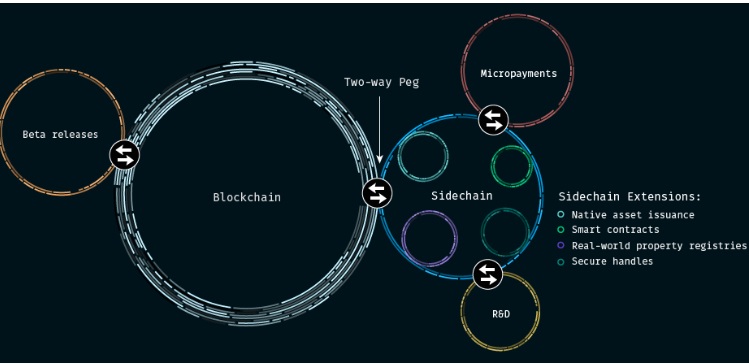 Micropayments
Two-way Peg
Beta releases
Blockchain
Sidechain
Sidechain Extensions:
Native asset issuance
Smart contracts
Real-world property registries
Secure handles
R&D